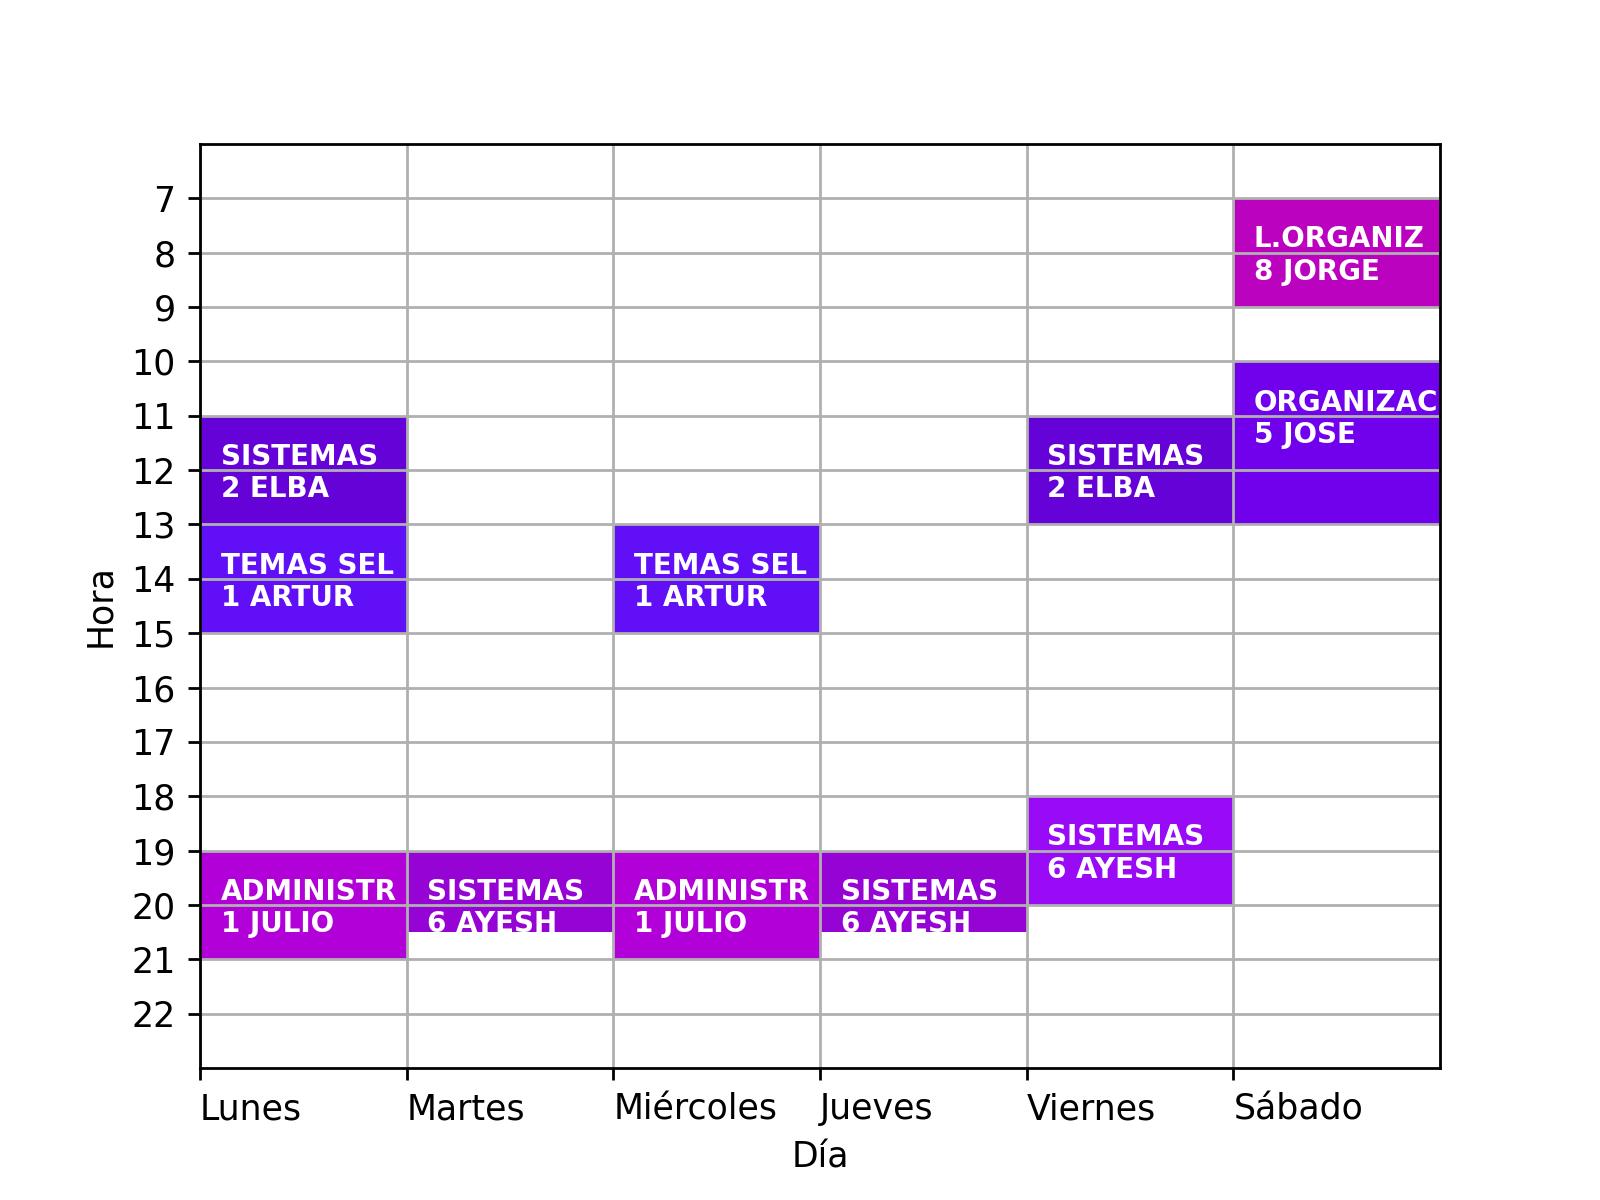 7
8
9
10
11
12
13
14
15
16
17
18
19
20
21
22
Hora
L.ORGANIZ
8 JORGE
ORGANIZAC
5 JOSE
SISTEMAS
2 ELBA
SISTEMAS
2 ELBA
TEMAS SEL
1 ARTUR
TEMAS SEL
1 ARTUR
SISTEMAS
6 AYESH
ADMINISTR
1 JULIO
SISTEMAS
6 AYESH
ADMINISTR
1 JULIO
SISTEMAS
6 AYESH
Lunes
Martes
Miércoles
Jueves
Viernes
Sábado
Día